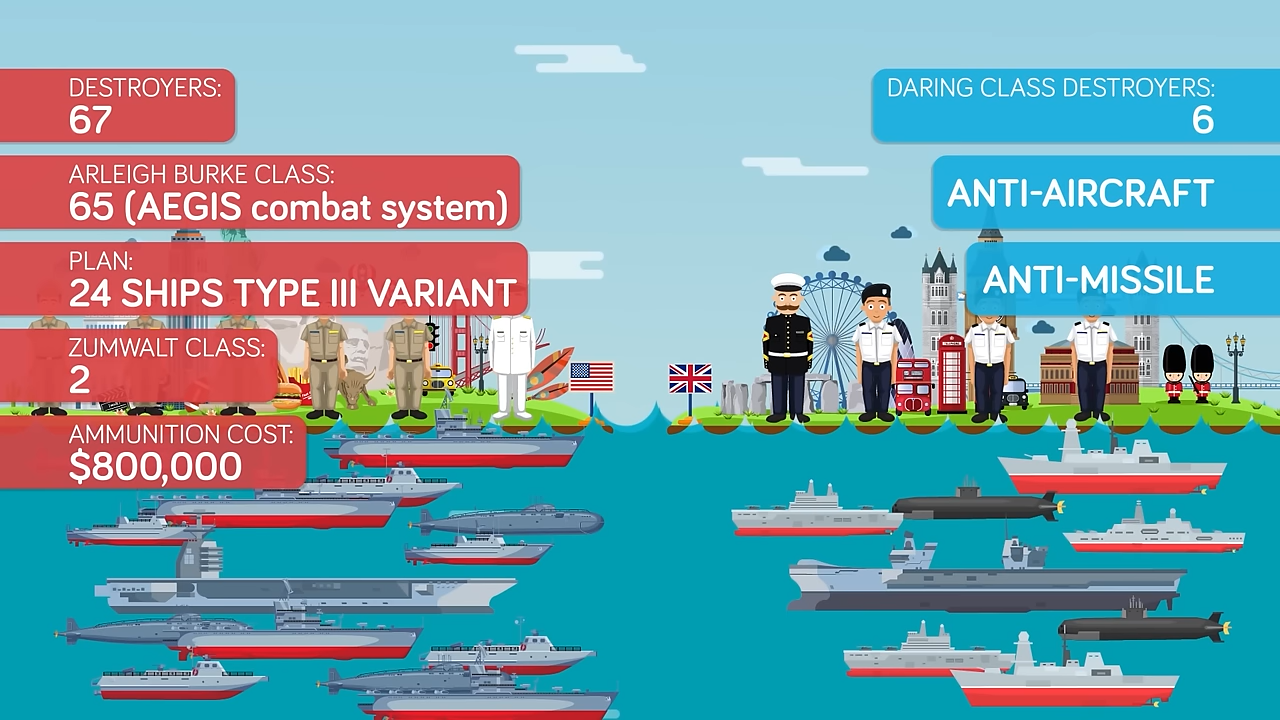 DESTROYERS:
67
ARLEIGH BURKE CLASS:
65 (AEGIS combat system)
PLAN:
24 SHIPS TYPE III VARIANT
ZUMWALT CLASS:
2
AMMUNITION COST:
$800,000
DARING CLASS DESTROYERS:
6
ANTI-AIRCRAFT
ANTI-MISSILE